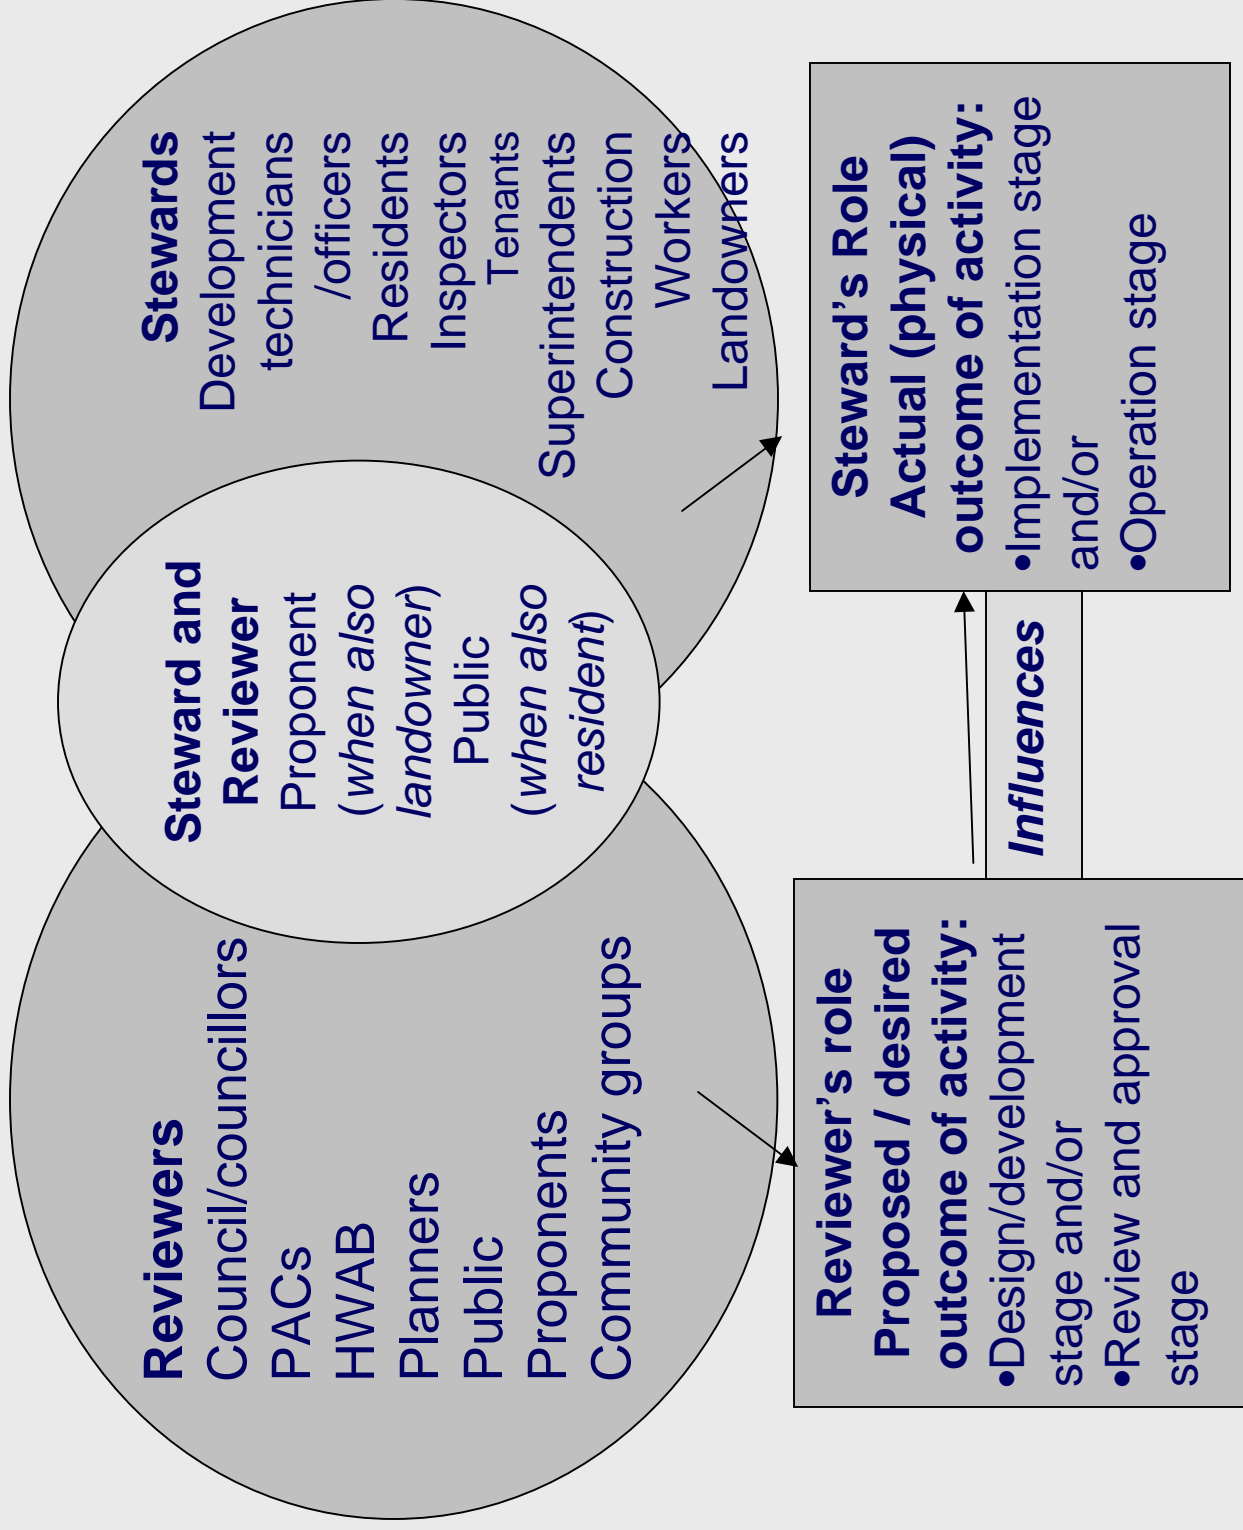 Reviewers
Council/councillors
PACs
HWAB
Planners
Public
Proponents
Community groups
Steward and
Reviewer
Proponent
(when also
landowner)
Public
(when also
resident)
Stewards
Development
technicians
/officers
Residents
Inspectors
Tenants
Superintendents
Construction
Workers
Landowners
Reviewer’s role
Proposed / desired
outcome of activity:
•Design/development
stage and/or
•Review and approval
stage
Influences
Steward’s Role
Actual (physical)
outcome of activity:
•Implementation stage
and/or
•Operation stage